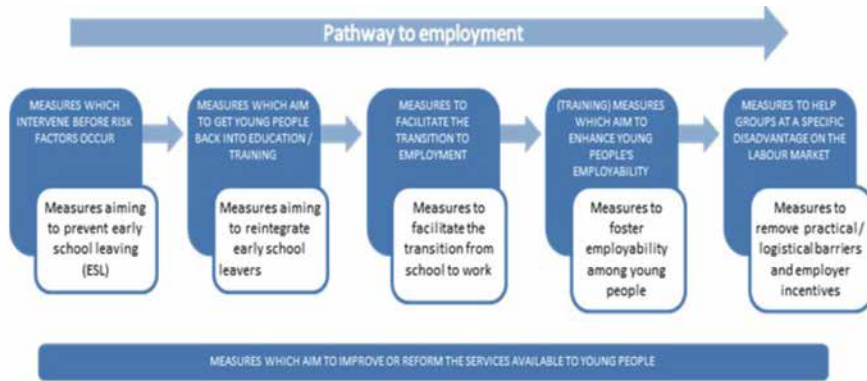 Pathway to employment
MEASURES WHICH
INTERVENE BEFORE RISK
FACTORS OCCUR
Measures aiming
to prevent early
school leaving
(ESL)
MEASURES WHICH AIM
TO GET YOUNG PEOPLE
BACK INTO EDUCATION /
TRAINING
Measures aiming
to reintegrate
early school
leavers
MEASURES TO
FACILITATE THE
TRANSITION TO
EMPLOYMENT
Measures to
facilitate the
transition from
school to work
(TRAINING) MEASURES
WHICH AIM TO
ENHANCE YOUNG
PEOPLE'S
EMPLOYABILITY
Measures to
foster
employability
among young
people
MEASURES TO HELP
GROUPS AT A SPECIFIC
DISADVANTAGE ON THE
LABOUR MARKET
Measures to
remove practical/
logistical barriers
and employer
incentives
MEASURES WHICH AIM TO IMPROVE OR REFORM THE SERVICES AVAILABLE TO YOUNG PEOPLE